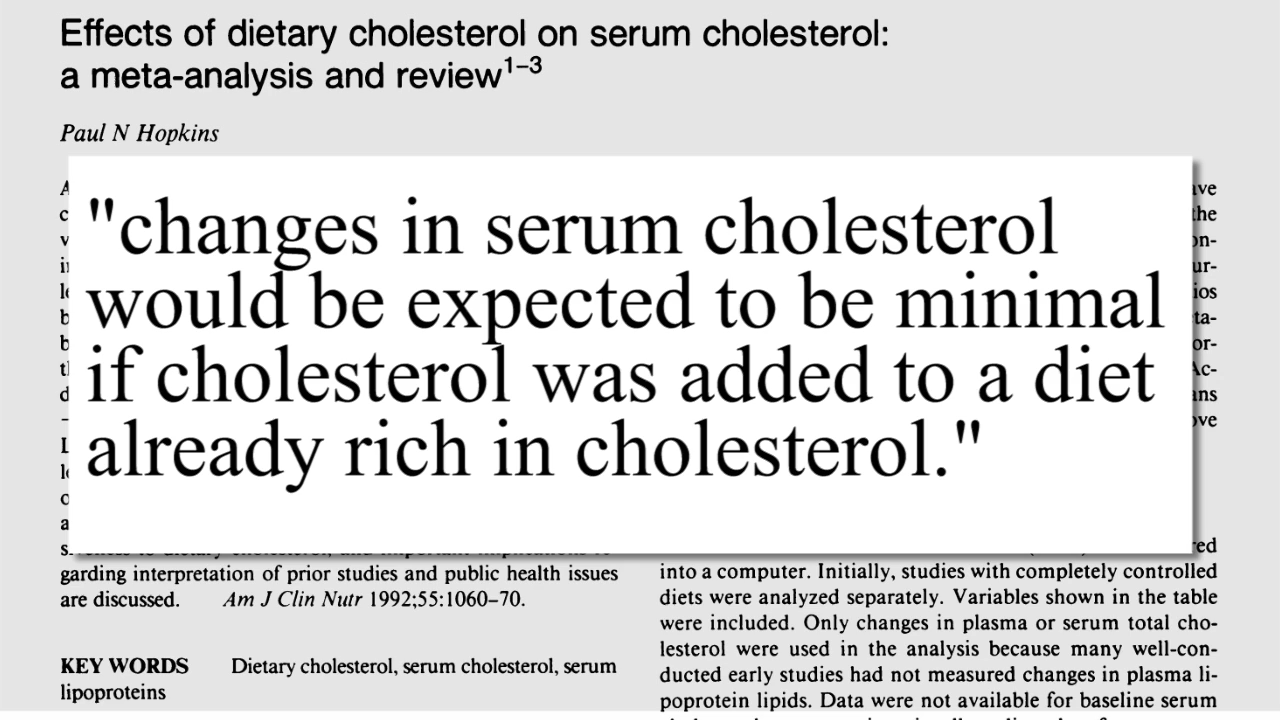 Effects of dietary cholesterol on serum cholesterol:
a meta-analysis and review1–3
Paul N Hopkins
"changes in serum cholesterol
would be expected to be minimal
if cholesterol was added to a diet
already rich in cholesterol."
garding interpretation of prior studies and public health issues
are discussed. Am J Clin Nutr 1992;55:1060–70.
KEY WORDS Dietary cholesterol, serum cholesterol, serum
lipoproteins
into a computer. Initially, studies with completely controlled
diets were analyzed separately. Variables shown in the table
were included. Only changes in plasma or serum total cho-
lesterol were used in the analysis because many well-con-
ducted early studies had not measured changes in plasma li-
poprotein lipids. Data were not available for baseline serum